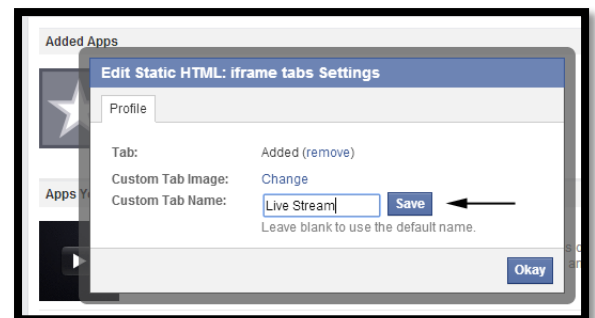 Added Apps
Edit Static HTML: iframe tabs Settings
Profile
Tab: Added (remove)
Custom Tab Image: Change
Apps Y
Custom Tab Name: Live Stream Save
Leave blank to use the default name.
Okay